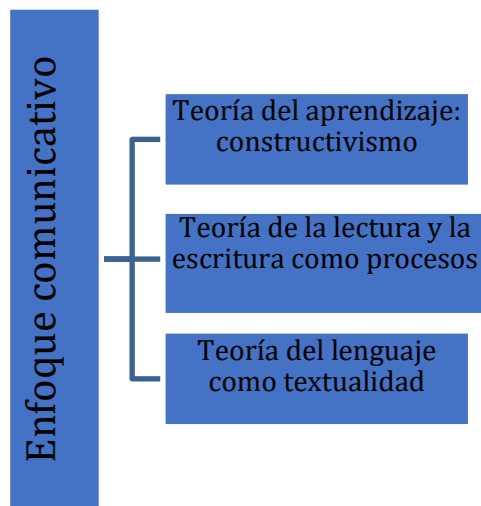 Enfoque comunicativo
Teoría del aprendizaje:
constructivismo
Teoría de la lectura y la
escritura como procesos
Teoría del lenguaje
como textualidad